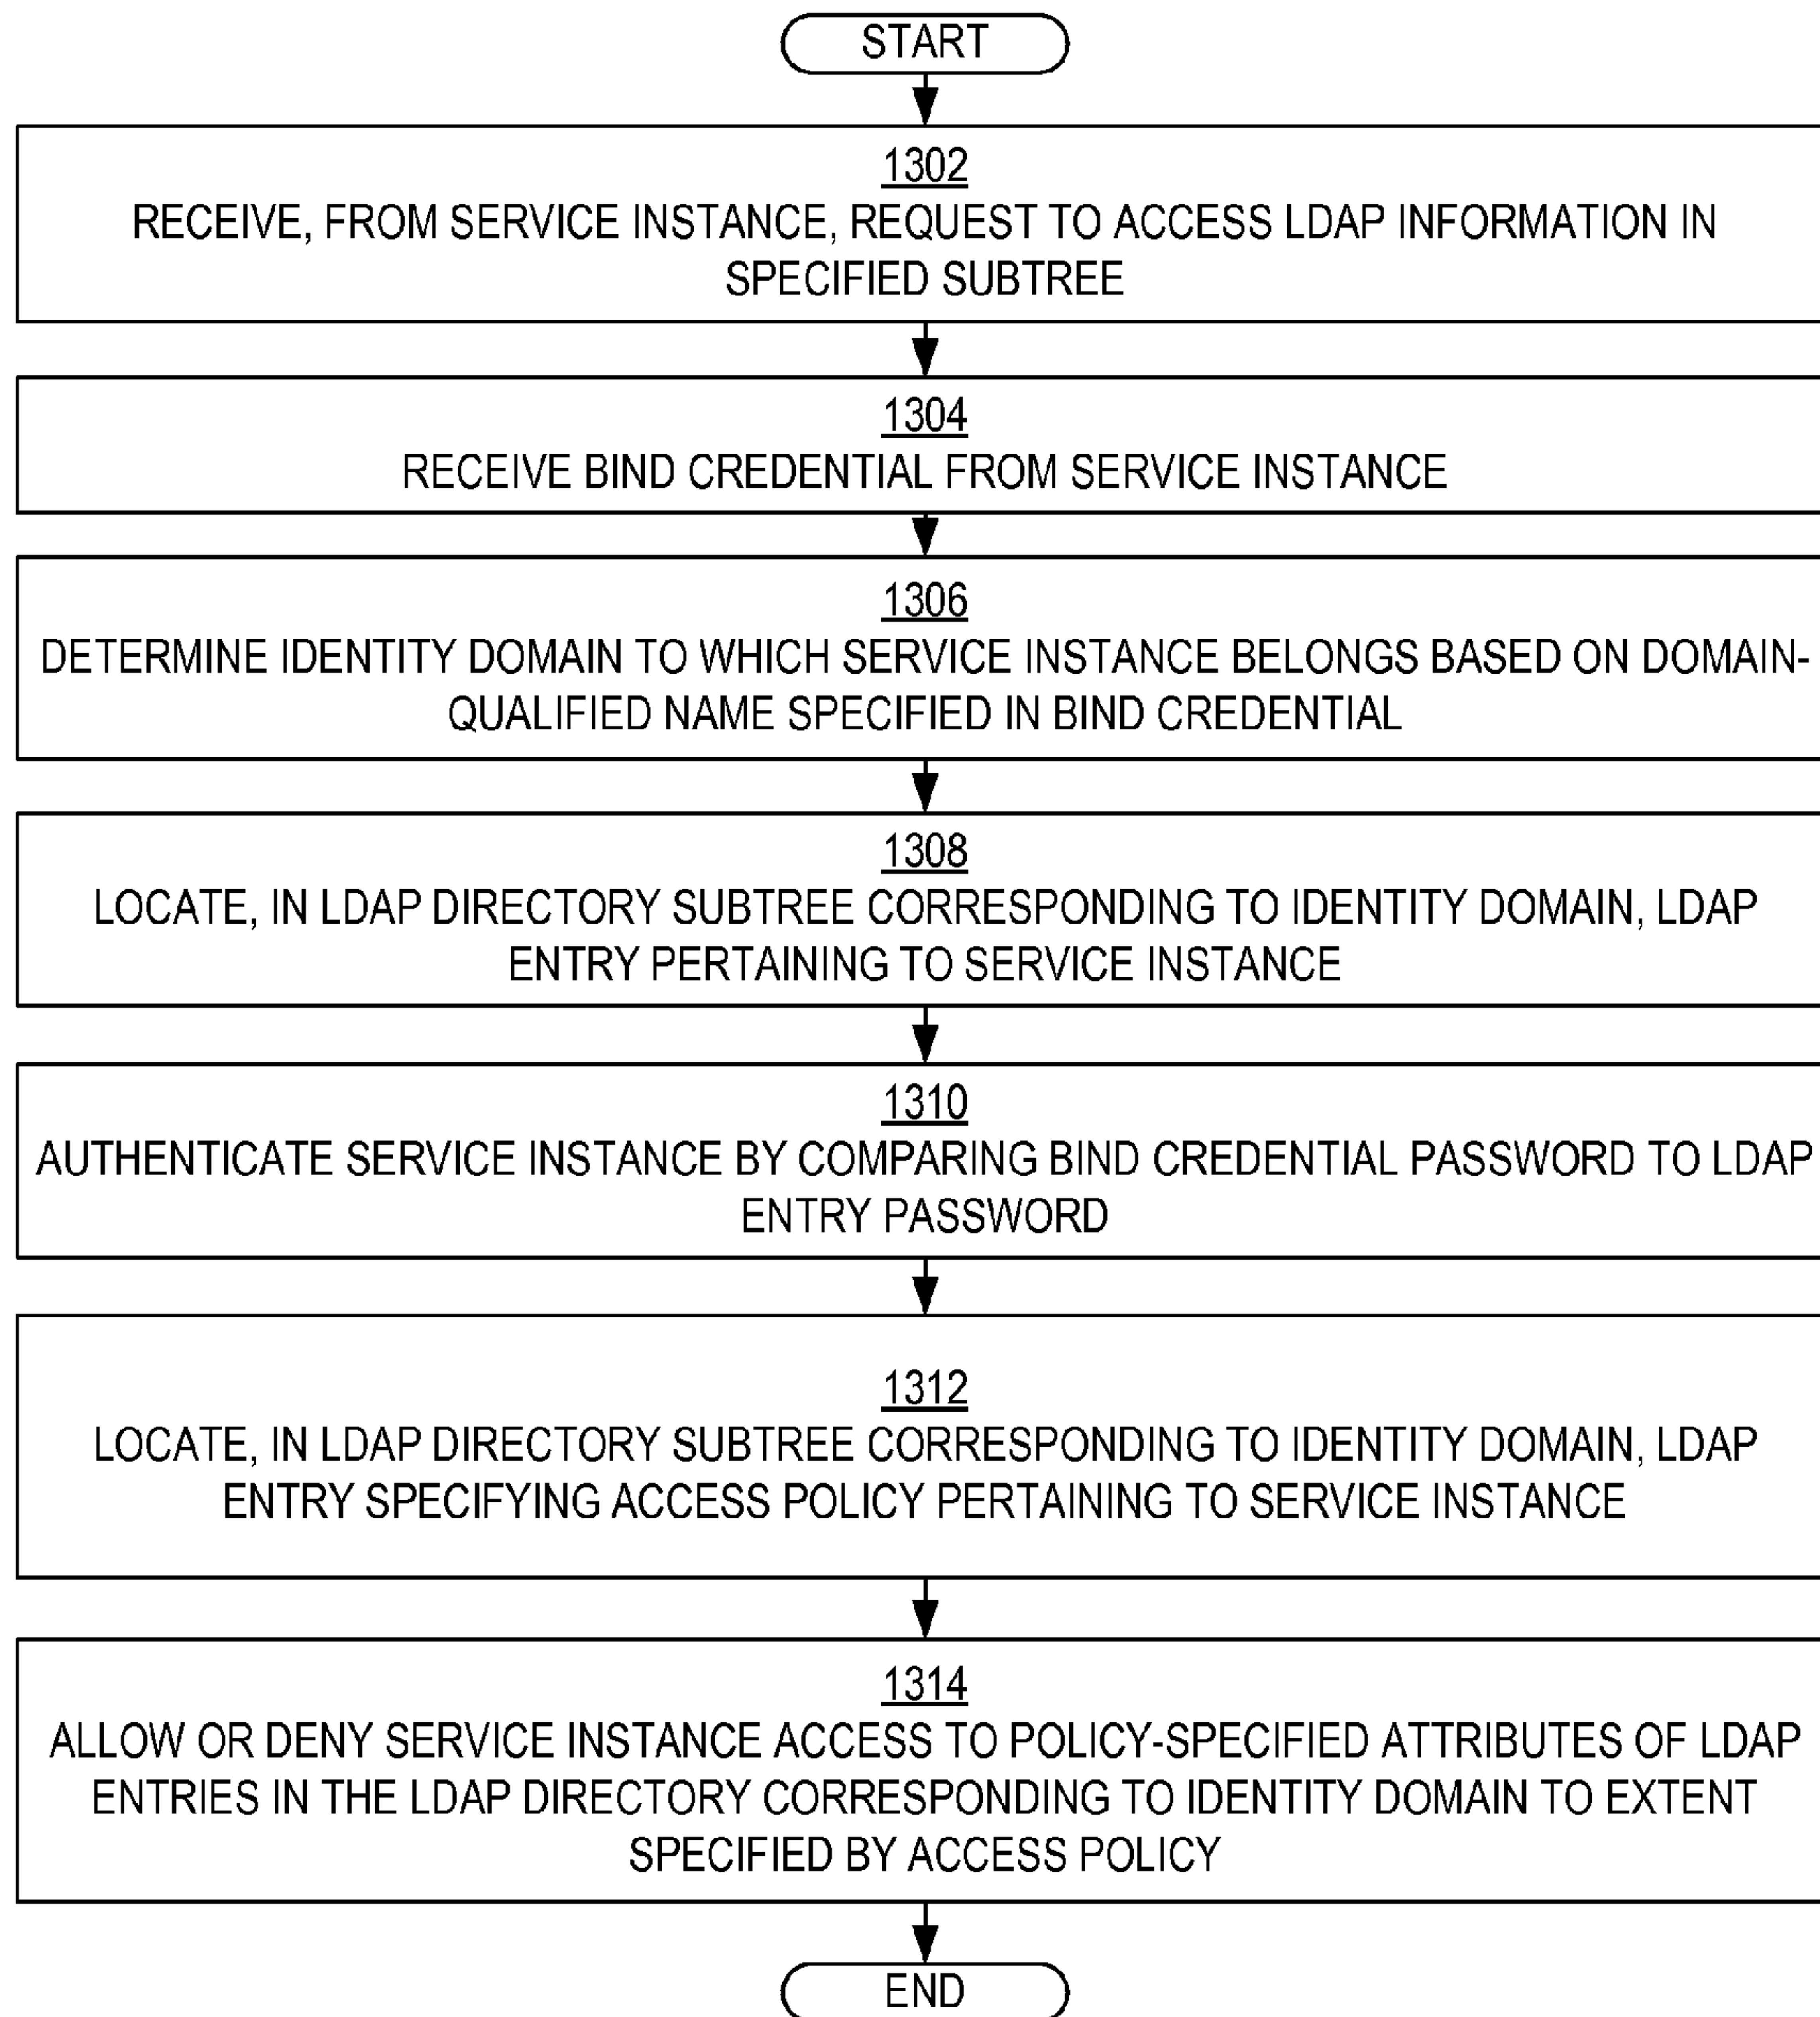 START
1302
RECEIVE, FROM SERVICE INSTANCE, REQUEST TO ACCESS LDAP INFORMATION IN
SPECIFIED SUBTREE
1304
RECEIVE BIND CREDENTIAL FROM SERVICE INSTANCE
1306
DETERMINE IDENTITY DOMAIN TO WHICH SERVICE INSTANCE BELONGS BASED ON DOMAIN-
QUALIFIED NAME SPECIFIED IN BIND CREDENTIAL
1308
LOCATE, IN LDAP DIRECTORY SUBTREE CORRESPONDING TO IDENTITY DOMAIN, LDAP
ENTRY PERTAINING TO SERVICE INSTANCE
1310
AUTHENTICATE SERVICE INSTANCE BY COMPARING BIND CREDENTIAL PASSWORD TO LDAP
ENTRY PASSWORD
1312
LOCATE, IN LDAP DIRECTORY SUBTREE CORRESPONDING TO IDENTITY DOMAIN, LDAP
ENTRY SPECIFYING ACCESS POLICY PERTAINING TO SERVICE INSTANCE
1314
ALLOW OR DENY SERVICE INSTANCE ACCESS TO POLICY-SPECIFIED ATTRIBUTES OF LDAP
ENTRIES IN THE LDAP DIRECTORY CORRESPONDING TO IDENTITY DOMAIN TO EXTENT
SPECIFIED BY ACCESS POLICY
END